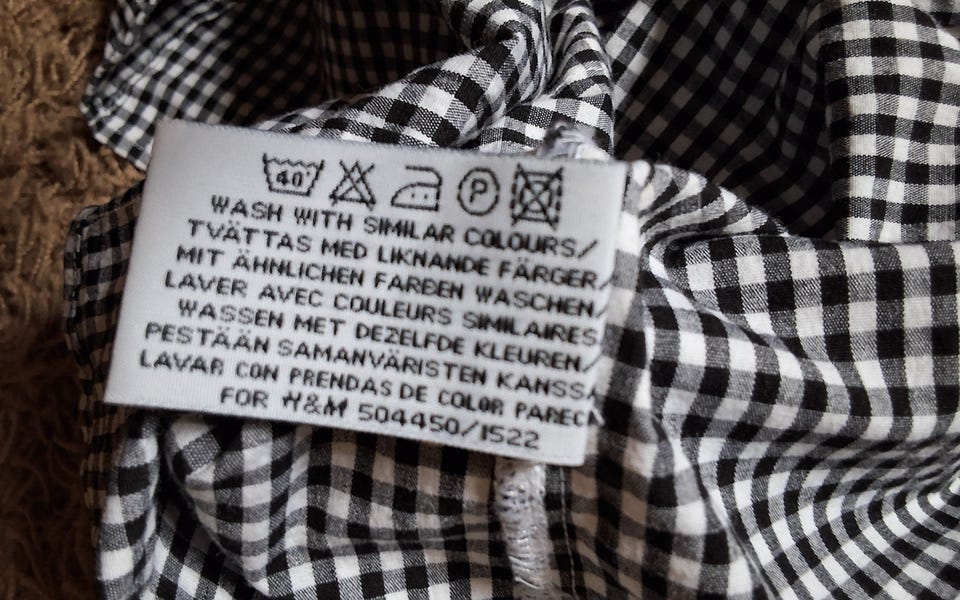 40° P
WASH WITH SIMILAR COLOURS/
TVÄTTAS MED LIKNANDE FÄRGER/
MIT ÄHNLICHEN FARBEN WASCHEN/
LAVER AVEC COULEURS SIMILAIRES
WASSEN MET DEZELFDE KLEUREN/
PESTÄÄN SAMANVÄRISTEN KANSSA
LAVAR CON PRENDAS DE COLOR PAREC
FOR H&M 504450/1522